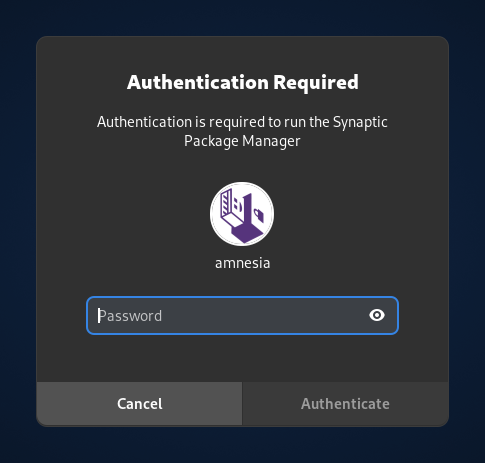 Authentication Required
Authentication is required to run the Synaptic
Package Manager
amnesia
Password
Cancel
Authenticate